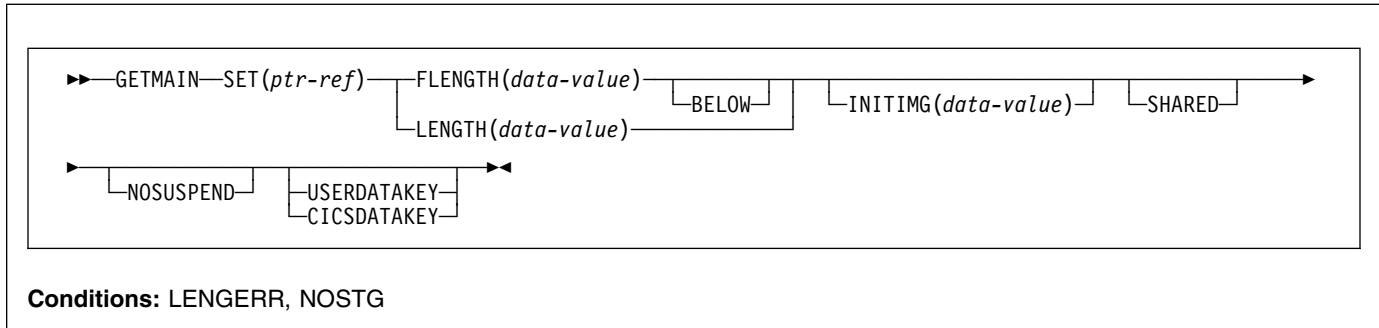 GETMAIN SET(ptr-ref) FLENGTH(data-value) BELOW INITIMG(data-value) SHARED
LENGTH(data-value)
NOSUSPEND USERDATAKEY
CICSDATAKEY
Conditions: LENGERR, NOSTG